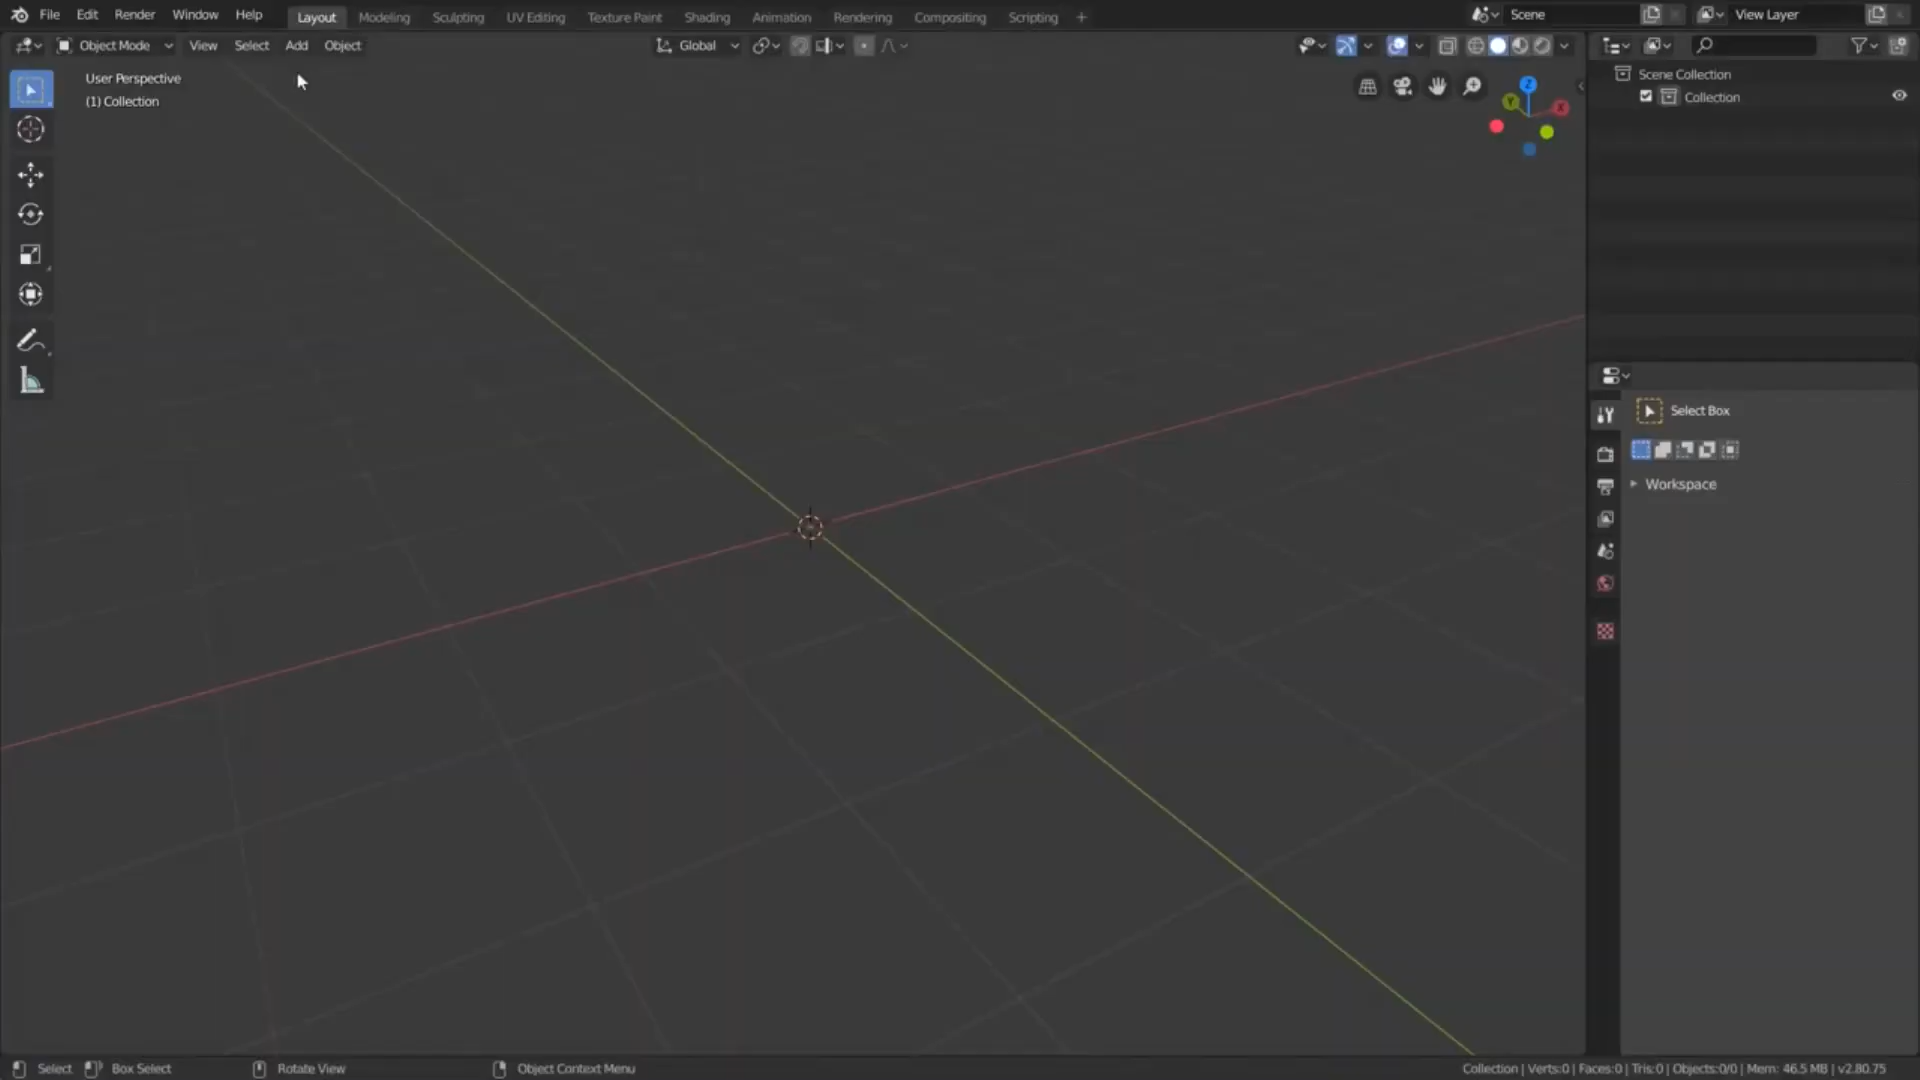 File Edit Render Window Help Layout Modeling Sculpting UV Editing Texture Paint Shading Animation Rendering Compositing Scripting + Scene View Layer
Object Mode View Select Add Object Global
User Perspective
(1) Collection
Z
Y
X
Scene Collection
Collection
Select Box
Workspace
Select Box Select Rotate View Object Context Menu Collection | Verts:0 | Faces:0 | Tris:0 | Objects:0/0 | Mem: 46.5 MB | v2.80.75